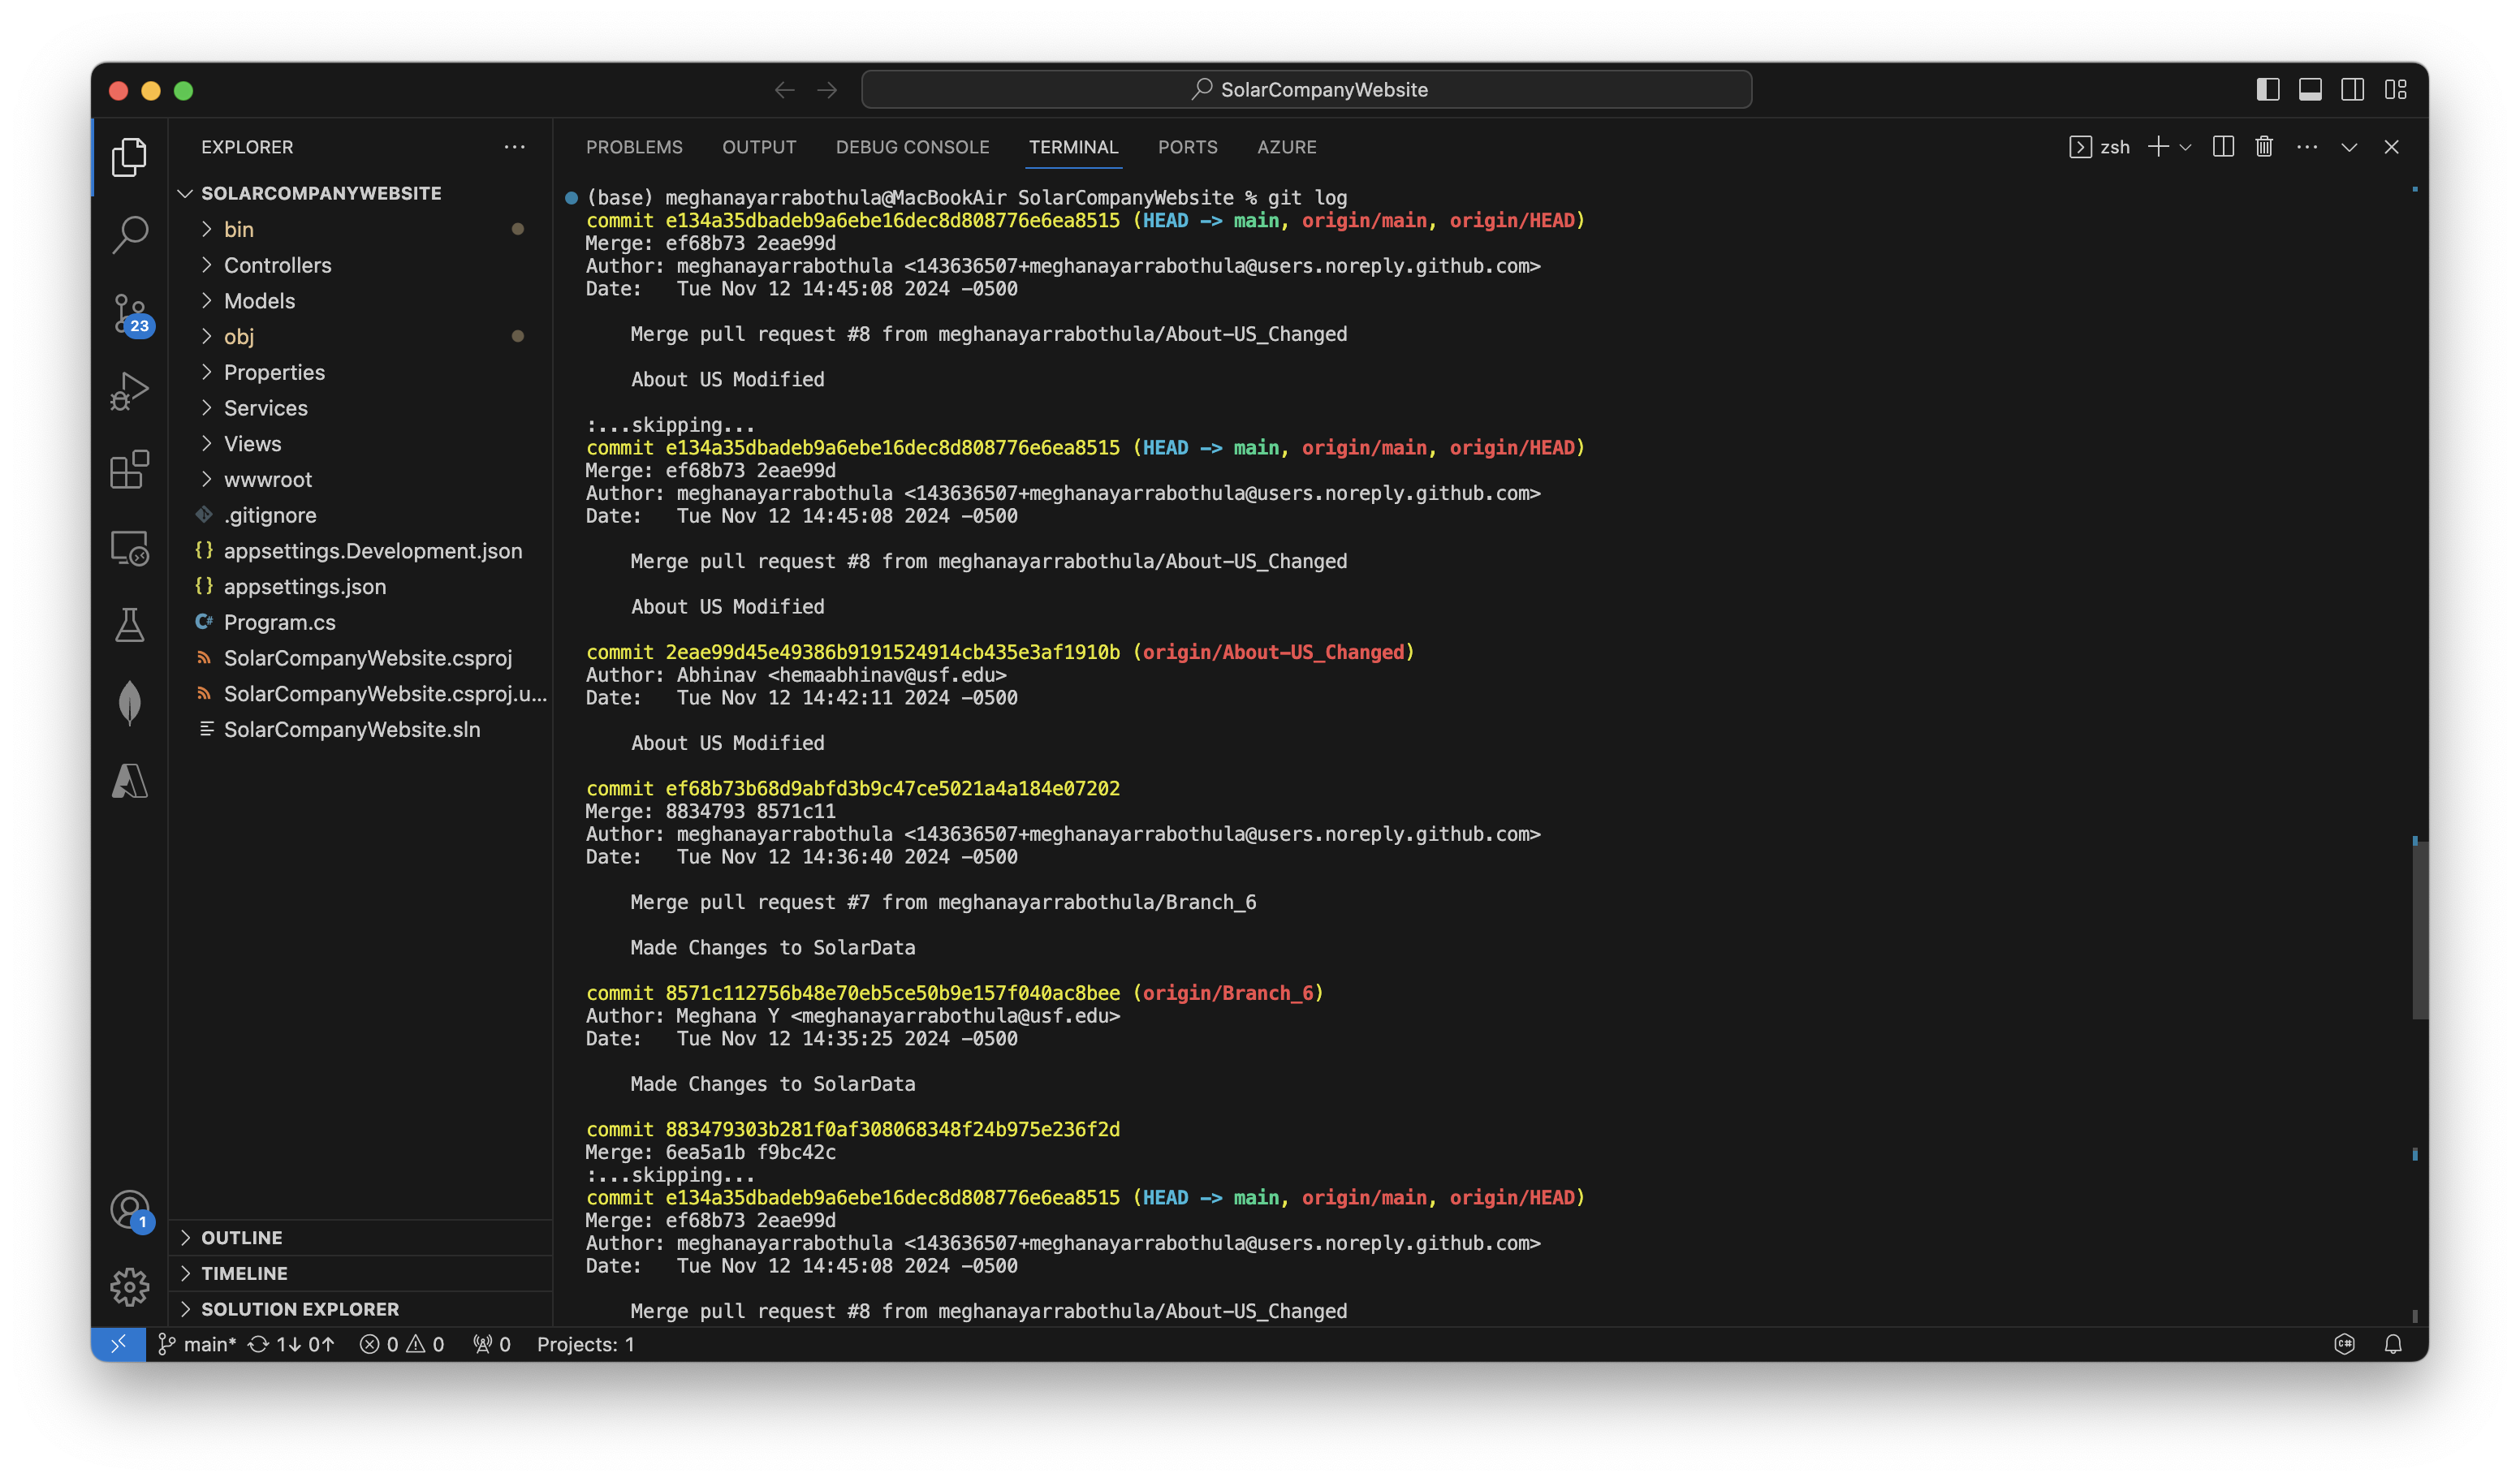 SolarCompanyWebsite
EXPLORER
SOLARCOMPANYWEBSITE
bin
Controllers
Models
obj
Properties
Services
Views
wwwroot
.gitignore
{} appsettings.Development.json
{} appsettings.json
C# Program.cs
SolarCompanyWebsite.csproj
SolarCompanyWebsite.csproj.u...
SolarCompanyWebsite.sln
OUTLINE
TIMELINE
SOLUTION EXPLORER
23
1
PROBLEMS OUTPUT DEBUG CONSOLE TERMINAL PORTS AZURE
zsh
(base) meghanayarrabothula@MacBookAir SolarCompanyWebsite % git log
commit e134a35dbadeb9a6ebe16dec8d808776e6ea8515 (HEAD -> main, origin/main, origin/HEAD)
Merge: ef68b73 2eae99d
Author: meghanayarrabothula <143636507+meghanayarrabothula@users.noreply.github.com>
Date:   Tue Nov 12 14:45:08 2024 -0500
Merge pull request #8 from meghanayarrabothula/About-US_Changed
About US Modified
:...skipping...
commit e134a35dbadeb9a6ebe16dec8d808776e6ea8515 (HEAD -> main, origin/main, origin/HEAD)
Merge: ef68b73 2eae99d
Author: meghanayarrabothula <143636507+meghanayarrabothula@users.noreply.github.com>
Date:   Tue Nov 12 14:45:08 2024 -0500
Merge pull request #8 from meghanayarrabothula/About-US_Changed
About US Modified
commit 2eae99d45e49386b9191524914cb435e3af1910b (origin/About-US_Changed)
Author: Abhinav <hemaabhinav@usf.edu>
Date:   Tue Nov 12 14:42:11 2024 -0500
About US Modified
commit ef68b73b68d9abfd3b9c47ce5021a4a184e07202
Merge: 8834793 8571c11
Author: meghanayarrabothula <143636507+meghanayarrabothula@users.noreply.github.com>
Date:   Tue Nov 12 14:36:40 2024 -0500
Merge pull request #7 from meghanayarrabothula/Branch_6
Made Changes to SolarData
commit 8571c112756b48e70eb5ce50b9e157f040ac8bee (origin/Branch_6)
Author: Meghana Y <meghanayarrabothula@usf.edu>
Date:   Tue Nov 12 14:35:25 2024 -0500
Made Changes to SolarData
commit 883479303b281f0af308068348f24b975e236f2d
Merge: 6ea5a1b f9bc42c
:...skipping...
commit e134a35dbadeb9a6ebe16dec8d808776e6ea8515 (HEAD -> main, origin/main, origin/HEAD)
Merge: ef68b73 2eae99d
Author: meghanayarrabothula <143636507+meghanayarrabothula@users.noreply.github.com>
Date:   Tue Nov 12 14:45:08 2024 -0500
Merge pull request #8 from meghanayarrabothula/About-US_Changed
main* 1↓ 0↑ 0 0 0 Projects: 1